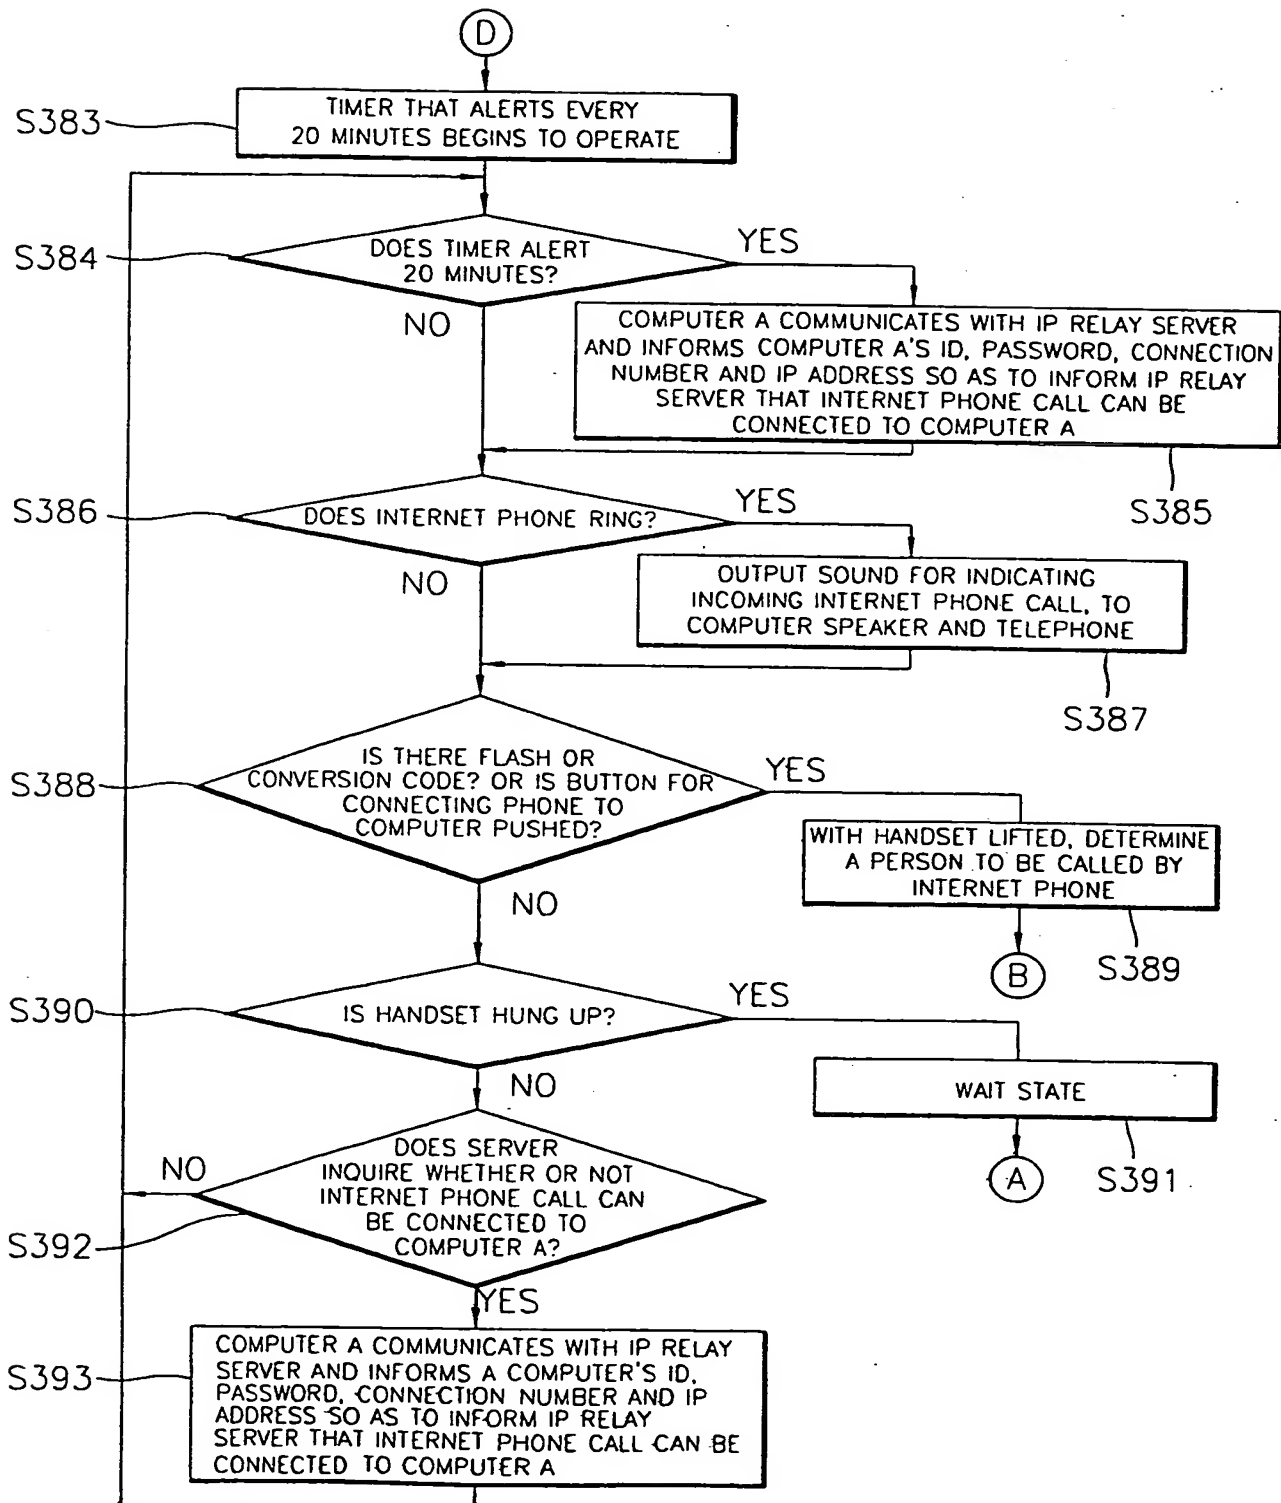 D
S383
TIMER THAT ALERTS EVERY
20 MINUTES BEGINS TO OPERATE
S384
DOES TIMER ALERT
20 MINUTES?
YES
NO
COMPUTER A COMMUNICATES WITH IP RELAY SERVER
AND INFORMS COMPUTER A'S ID, PASSWORD, CONNECTION
NUMBER AND IP ADDRESS SO AS TO INFORM IP RELAY
SERVER THAT INTERNET PHONE CALL CAN BE
CONNECTED TO COMPUTER A
S385
S386
DOES INTERNET PHONE RING?
YES
NO
OUTPUT SOUND FOR INDICATING
INCOMING INTERNET PHONE CALL, TO
COMPUTER SPEAKER AND TELEPHONE
S387
S388
IS THERE FLASH OR
CONVERSION CODE? OR IS BUTTON FOR
CONNECTING PHONE TO
COMPUTER PUSHED?
YES
NO
WITH HANDSET LIFTED, DETERMINE
A PERSON TO BE CALLED BY
INTERNET PHONE
S389
B
S390
IS HANDSET HUNG UP?
YES
NO
WAIT STATE
S391
A
S392
DOES SERVER
INQUIRE WHETHER OR NOT
INTERNET PHONE CALL CAN
BE CONNECTED TO
COMPUTER A?
NO
YES
S393
COMPUTER A COMMUNICATES WITH IP RELAY
SERVER AND INFORMS A COMPUTER'S ID,
PASSWORD, CONNECTION NUMBER AND IP
ADDRESS SO AS TO INFORM IP RELAY
SERVER THAT INTERNET PHONE CALL CAN BE
CONNECTED TO COMPUTER A